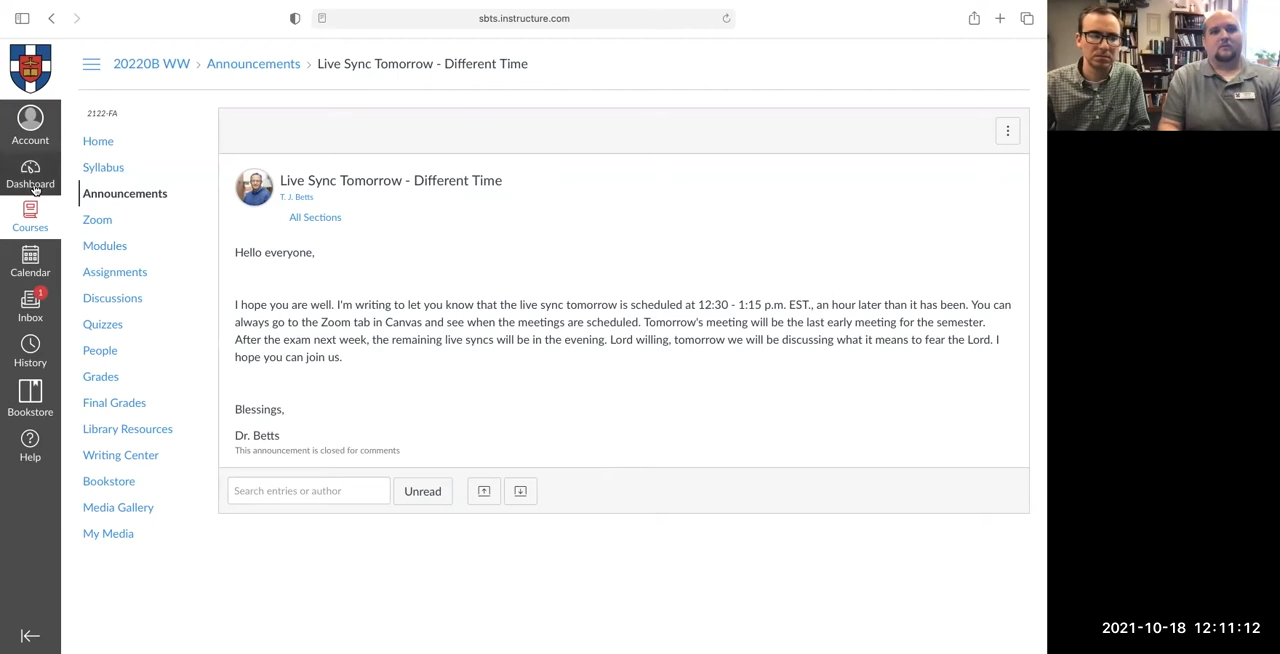 sbts.instructure.com
20220B WW › Announcements › Live Sync Tomorrow - Different Time
Account
Dashboard
Courses
Calendar
1
Inbox
History
Bookstore
Help
2122-FA
Home
Syllabus
Announcements
Zoom
Modules
Assignments
Discussions
Quizzes
People
Grades
Final Grades
Library Resources
Writing Center
Bookstore
Media Gallery
My Media
Live Sync Tomorrow - Different Time
T. J. Betts
All Sections
Hello everyone,
I hope you are well. I'm writing to let you know that the live sync tomorrow is scheduled at 12:30 - 1:15 p.m. EST., an hour later than it has been. You can
always go to the Zoom tab in Canvas and see when the meetings are scheduled. Tomorrow's meeting will be the last early meeting for the semester.
After the exam next week, the remaining live syncs will be in the evening. Lord willing, tomorrow we will be discussing what it means to fear the Lord. I
hope you can join us.
Blessings,
Dr. Betts
This announcement is closed for comments
Search entries or author
Unread
2021-10-18 12:11:12